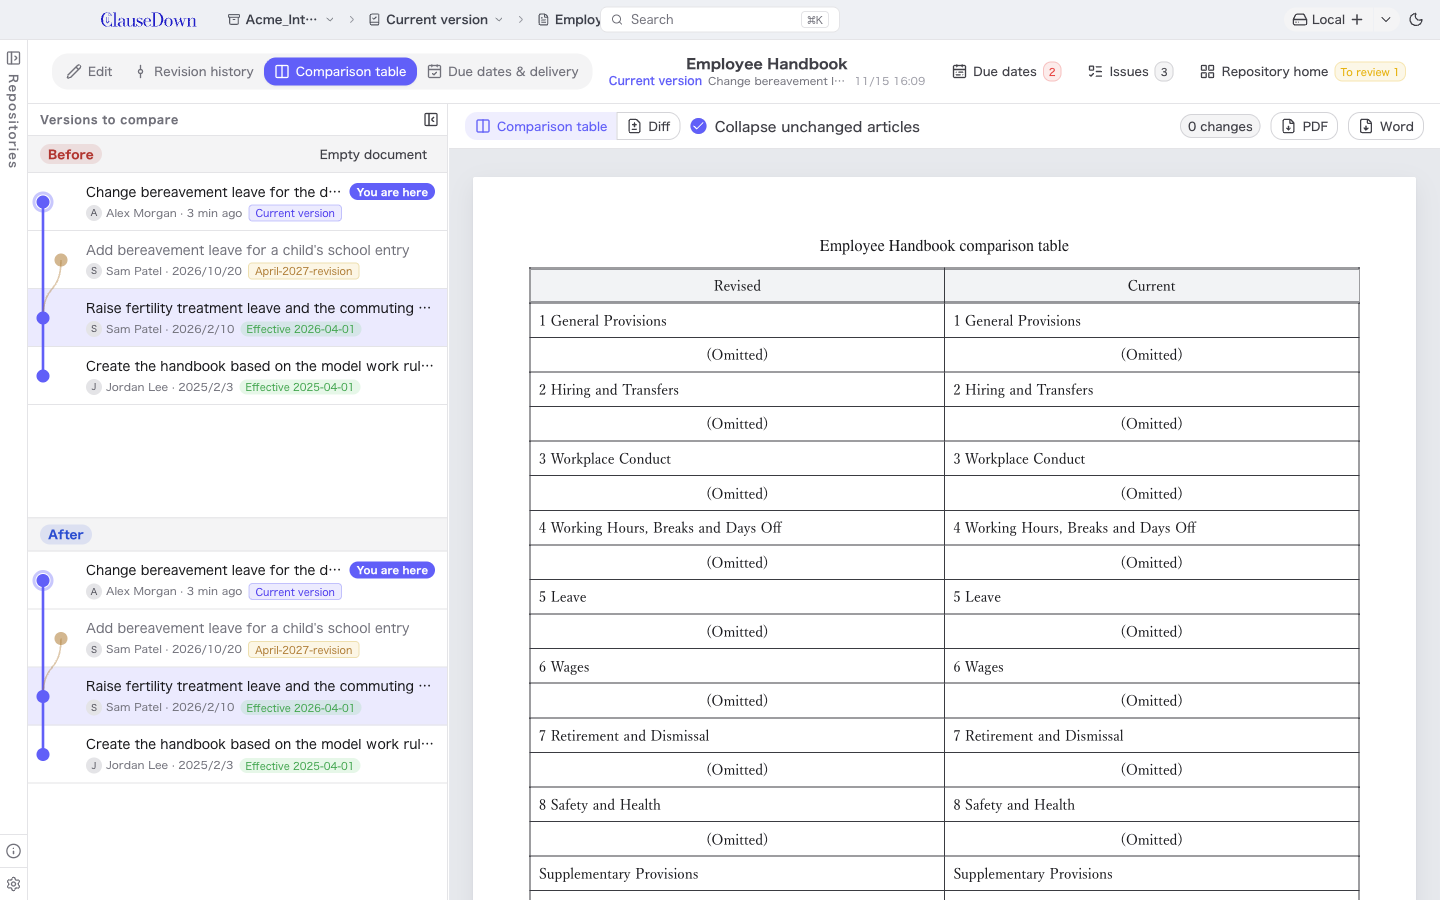 ClauseDown
Acme_Int···
Current version
Employ
Search
⌘K
Local
Repositories
Edit
Revision history
Comparison table
Due dates & delivery
Employee Handbook
Current version Change bereavement l··· 11/15 16:09
Due dates 2
Issues 3
Repository home To review 1
Versions to compare
Before
Empty document
Change bereavement leave for the d··· You are here
A Alex Morgan · 3 min ago Current version
Add bereavement leave for a child's school entry
S Sam Patel · 2026/10/20 April-2027-revision
Raise fertility treatment leave and the commuting ···
S Sam Patel · 2026/2/10 Effective 2026-04-01
Create the handbook based on the model work rul···
J Jordan Lee · 2025/2/3 Effective 2025-04-01
After
Change bereavement leave for the d··· You are here
A Alex Morgan · 3 min ago Current version
Add bereavement leave for a child's school entry
S Sam Patel · 2026/10/20 April-2027-revision
Raise fertility treatment leave and the commuting ···
S Sam Patel · 2026/2/10 Effective 2026-04-01
Create the handbook based on the model work rul···
J Jordan Lee · 2025/2/3 Effective 2025-04-01
Comparison table
Diff
Collapse unchanged articles
0 changes
PDF
Word
Employee Handbook comparison table
Revised Current
1 General Provisions 1 General Provisions
(Omitted) (Omitted)
2 Hiring and Transfers 2 Hiring and Transfers
(Omitted) (Omitted)
3 Workplace Conduct 3 Workplace Conduct
(Omitted) (Omitted)
4 Working Hours, Breaks and Days Off 4 Working Hours, Breaks and Days Off
(Omitted) (Omitted)
5 Leave 5 Leave
(Omitted) (Omitted)
6 Wages 6 Wages
(Omitted) (Omitted)
7 Retirement and Dismissal 7 Retirement and Dismissal
(Omitted) (Omitted)
8 Safety and Health 8 Safety and Health
(Omitted) (Omitted)
Supplementary Provisions Supplementary Provisions